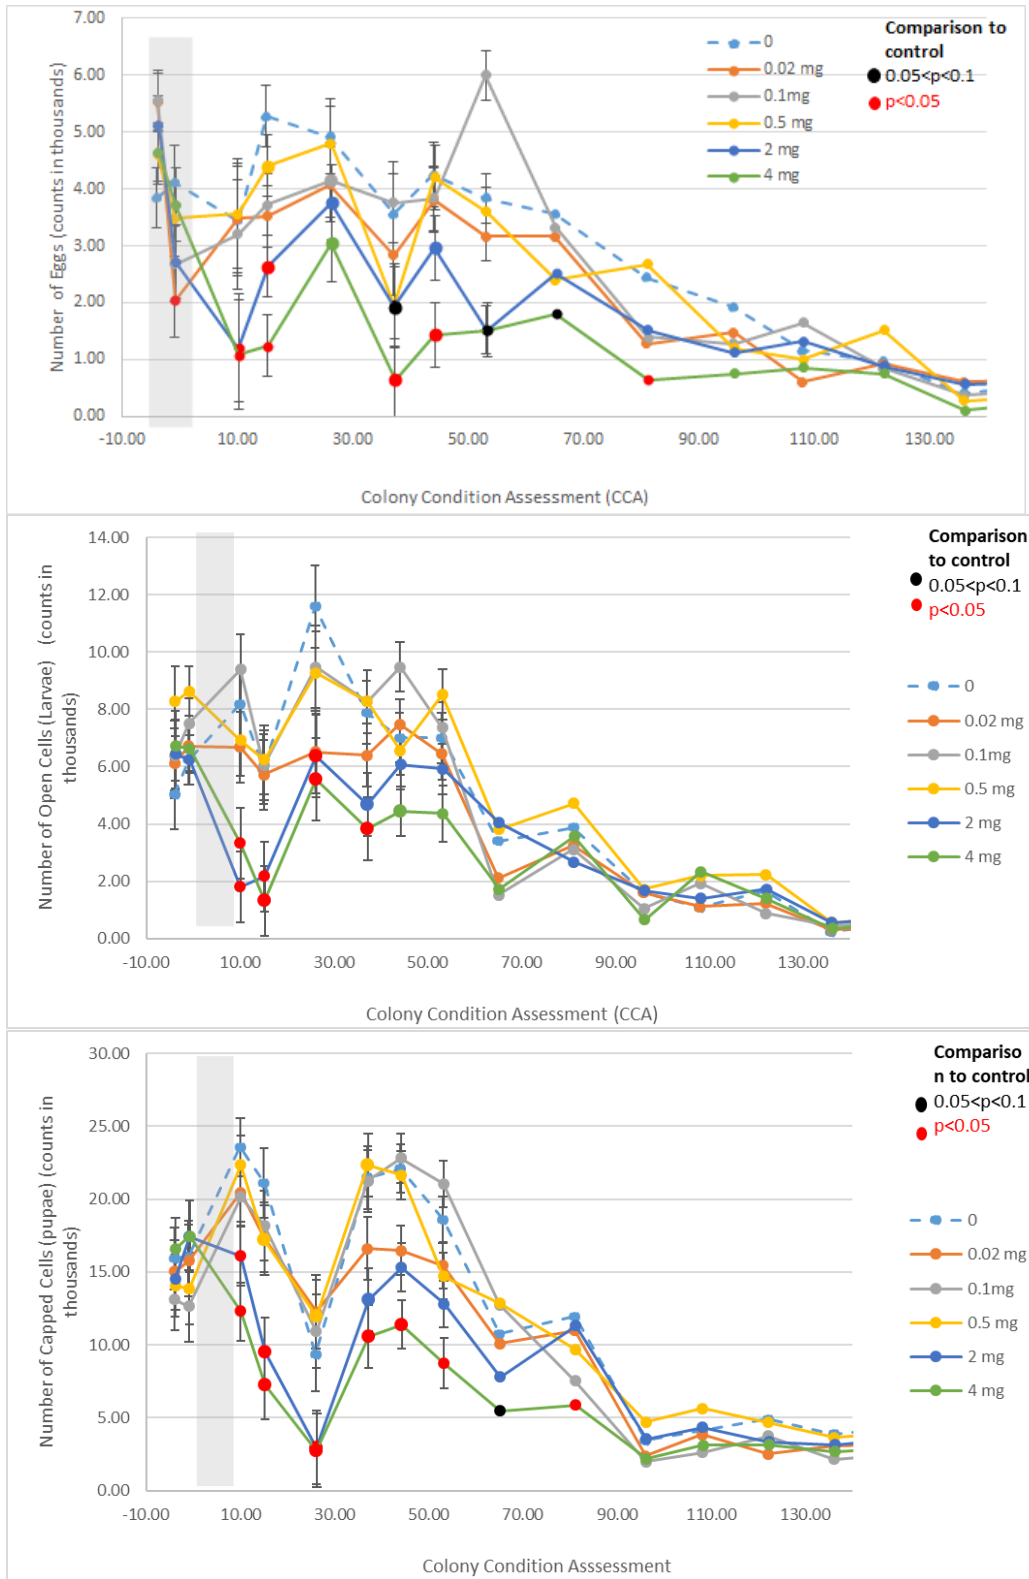 Number of Eggs (counts in thousands)
7.00
6.00
5.00
4.00
3.00
2.00
1.00
0.00
-10.00 10.00 30.00 50.00 70.00 90.00 110.00 130.00
Colony Condition Assessment (CCA)
0
0.02 mg
0.1mg
0.5 mg
2 mg
4 mg
Comparison to
control
0.05<p<0.1
p<0.05
Number of Open Cells (Larvae) (counts in
thousands)
14.00
12.00
10.00
8.00
6.00
4.00
2.00
0.00
-10.00 10.00 30.00 50.00 70.00 90.00 110.00 130.00
Colony Condition Assessment (CCA)
Comparison
to control
0.05<p<0.1
p<0.05
0
0.02 mg
0.1mg
0.5 mg
2 mg
4 mg
Number of Capped Cells (pupae) (counts in
thousands)
30.00
25.00
20.00
15.00
10.00
5.00
0.00
-10.00 10.00 30.00 50.00 70.00 90.00 110.00 130.00
Colony Condition Asssessment
Compariso
n to control
0.05<p<0.1
p<0.05
0
0.02 mg
0.1mg
0.5 mg
2 mg
4 mg